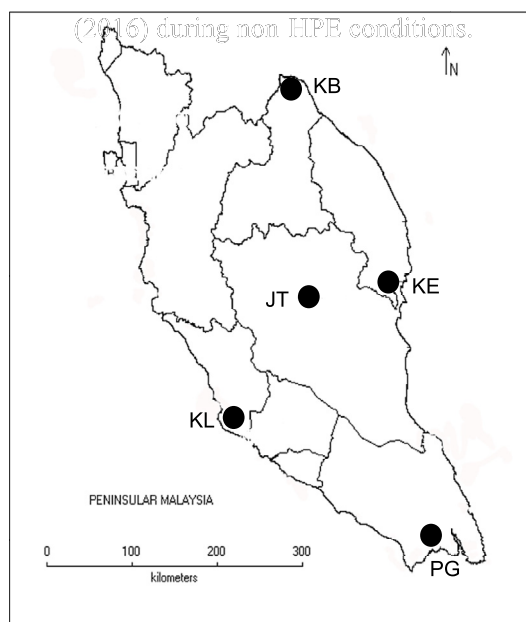 (2016) during non HPE conditions.
N
KB
KE
JT
KL
PENINSULAR MALAYSIA
0 100 200 300
kilometers
PG